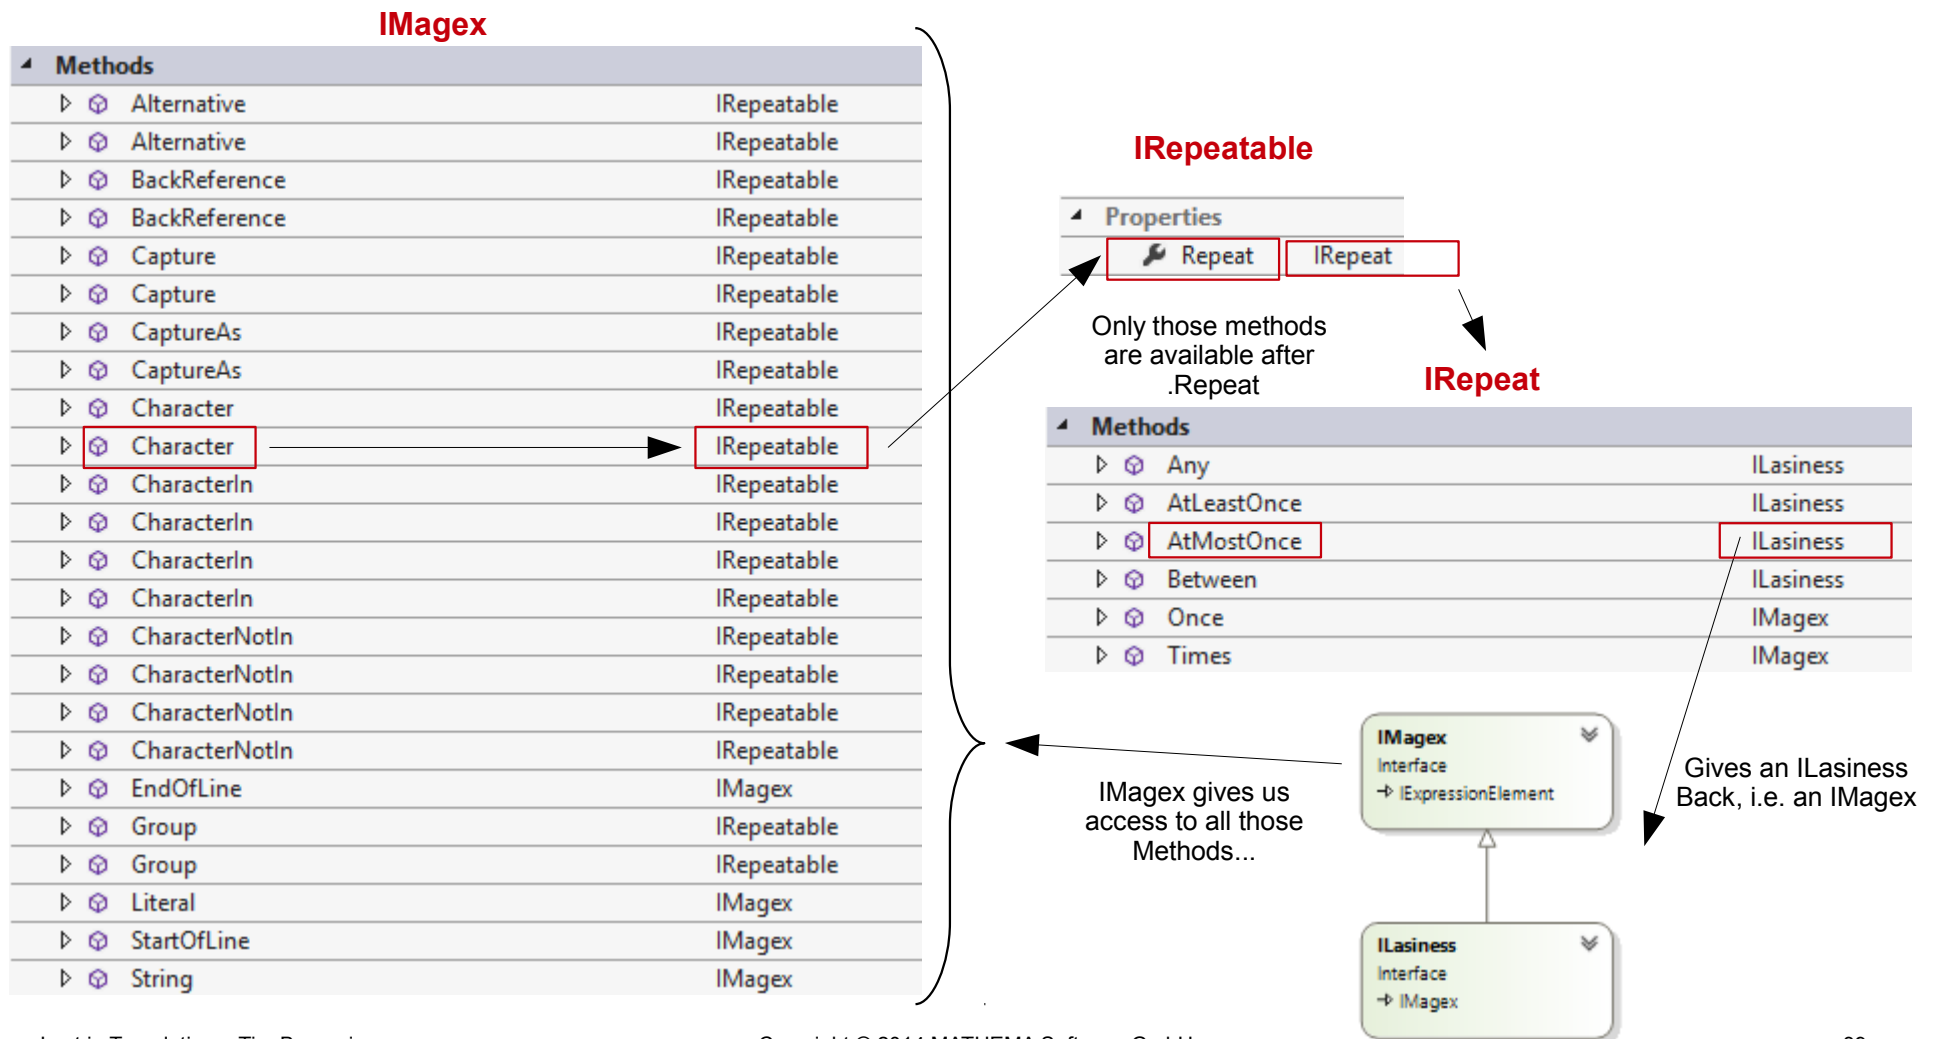 IMagex
Methods
Alternative IRepeatable
Alternative IRepeatable
BackReference IRepeatable
BackReference IRepeatable
Capture IRepeatable
Capture IRepeatable
CaptureAs IRepeatable
CaptureAs IRepeatable
Character IRepeatable
Character IRepeatable
CharacterIn IRepeatable
CharacterIn IRepeatable
CharacterIn IRepeatable
CharacterIn IRepeatable
CharacterNotIn IRepeatable
CharacterNotIn IRepeatable
CharacterNotIn IRepeatable
CharacterNotIn IRepeatable
EndOfLine IMagex
Group IRepeatable
Group IRepeatable
Literal IMagex
StartOfLine IMagex
String IMagex
IRepeatable
Properties
Repeat IRepeat
Only those methods
are available after
.Repeat
IRepeat
Methods
Any ILasiness
AtLeastOnce ILasiness
AtMostOnce ILasiness
Between ILasiness
Once IMagex
Times IMagex
IMagex
Interface
IExpressionElement
Gives an ILasiness
Back, i.e. an IMagex
IMagex gives us
access to all those
Methods...
ILasiness
Interface
IMagex